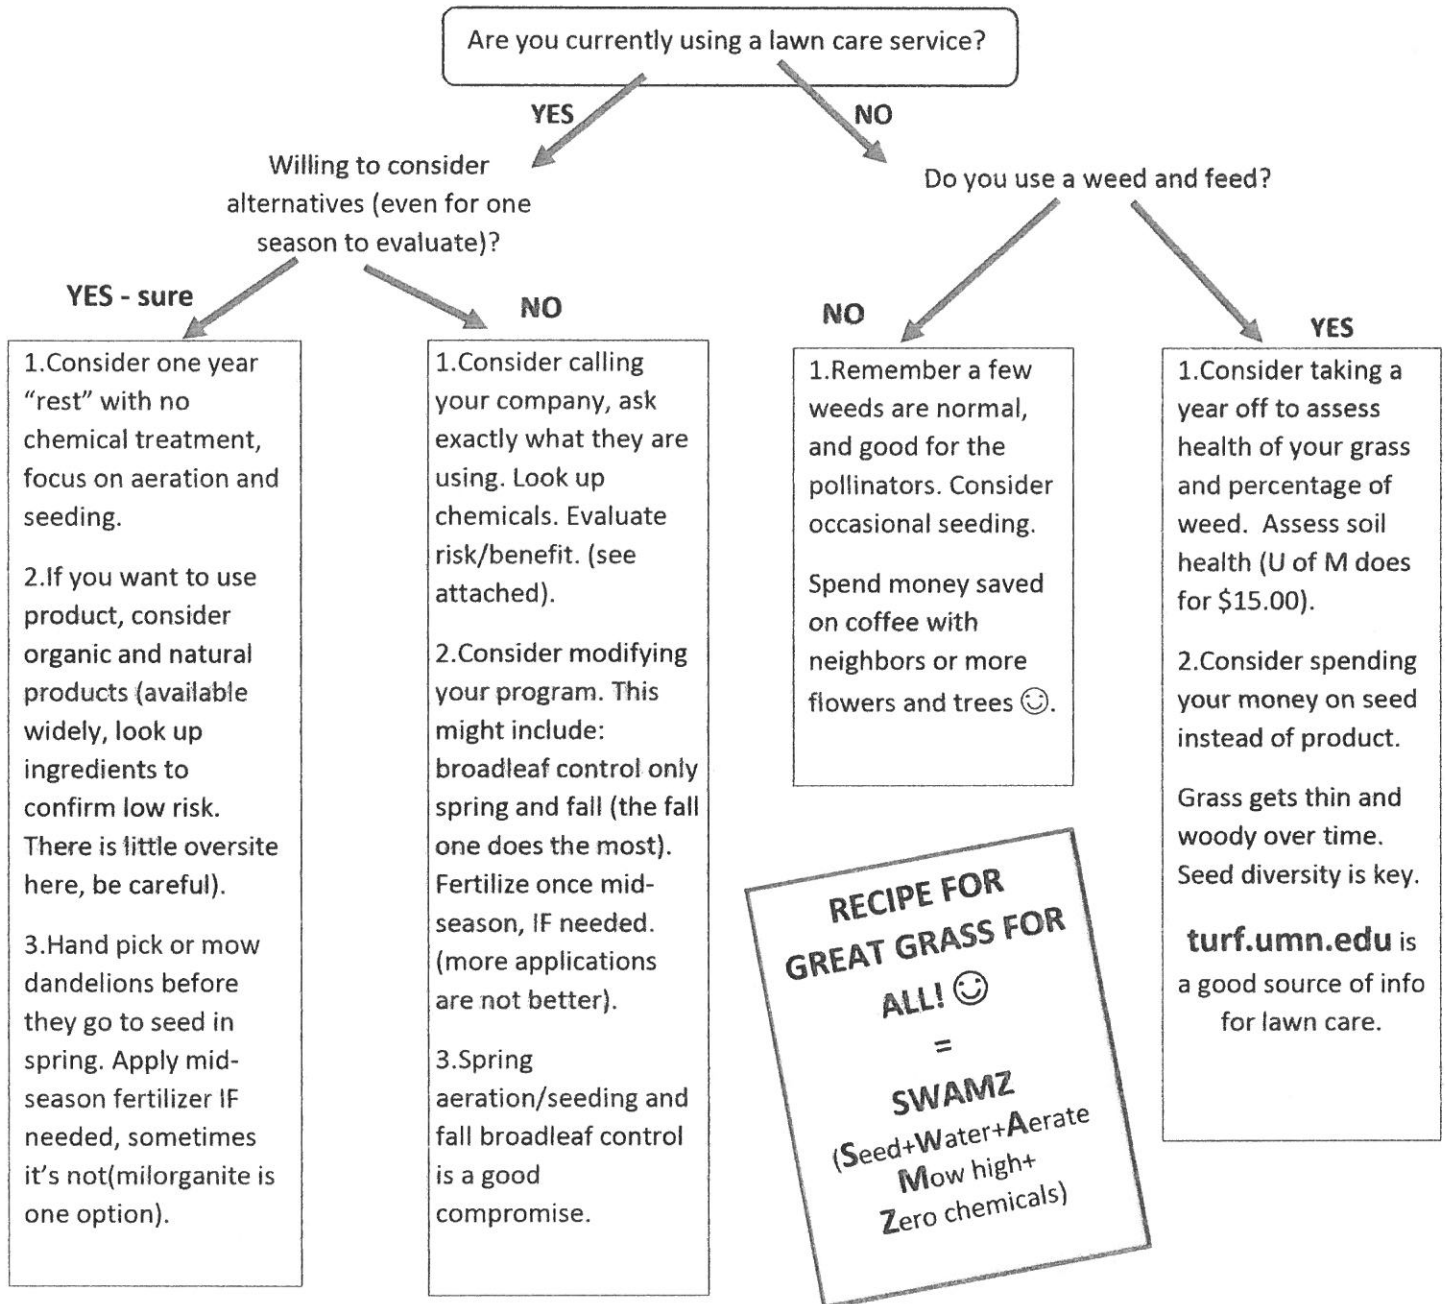 Are you currently using a lawn care service?
YES
NO
Willing to consider
alternatives (even for one
season to evaluate)?
Do you use a weed and feed?
YES - sure
NO
NO
YES
1.Consider one year
“rest” with no
chemical treatment,
focus on aeration and
seeding.
2.If you want to use
product, consider
organic and natural
products (available
widely, look up
ingredients to
confirm low risk.
There is little oversite
here, be careful).
3.Hand pick or mow
dandelions before
they go to seed in
spring. Apply mid-
season fertilizer IF
needed, sometimes
it’s not(milorganite is
one option).
1.Consider calling
your company, ask
exactly what they are
using. Look up
chemicals. Evaluate
risk/benefit. (see
attached).
2.Consider modifying
your program. This
might include:
broadleaf control only
spring and fall (the fall
one does the most).
Fertilize once mid-
season, IF needed.
(more applications
are not better).
3.Spring
aeration/seeding and
fall broadleaf control
is a good
compromise.
1.Remember a few
weeds are normal,
and good for the
pollinators. Consider
occasional seeding.
Spend money saved
on coffee with
neighbors or more
flowers and trees ☺.
1.Consider taking a
year off to assess
health of your grass
and percentage of
weed.  Assess soil
health (U of M does
for $15.00).
2.Consider spending
your money on seed
instead of product.
Grass gets thin and
woody over time.
Seed diversity is key.
turf.umn.edu is
a good source of info
for lawn care.
RECIPE FOR
GREAT GRASS FOR
ALL! ☺
=
SWAMZ
(Seed+Water+Aerate
Mow high+
Zero chemicals)